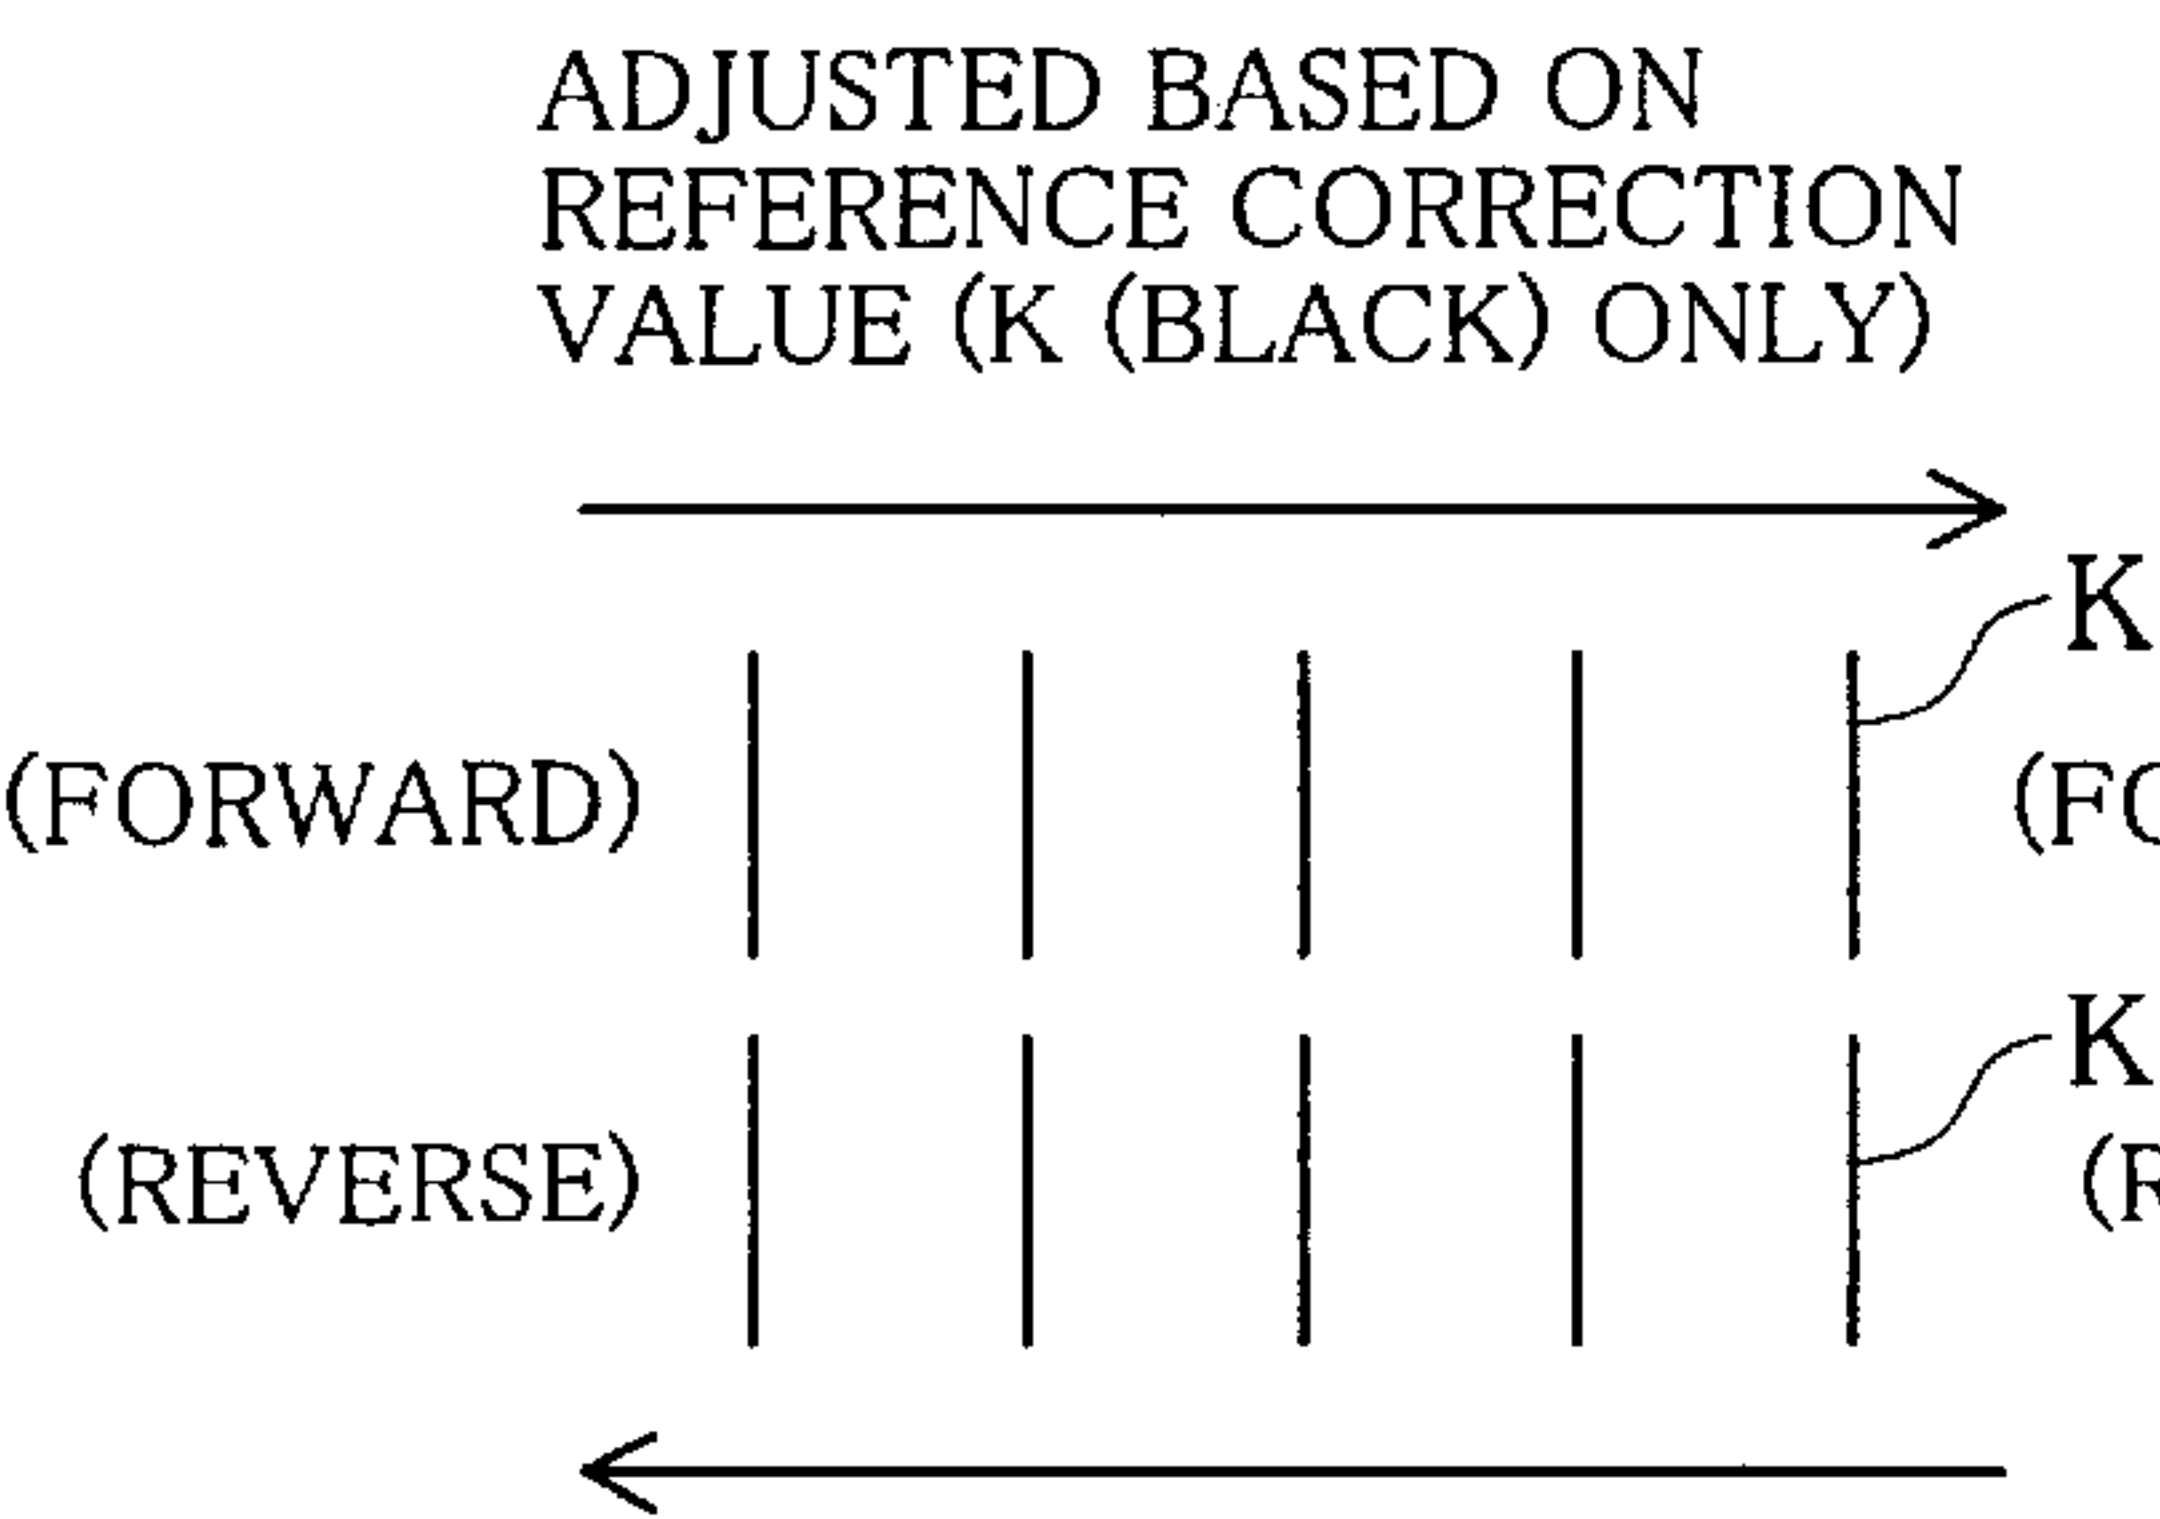 ADJUSTED BASED ON
REFERENCE CORRECTION
VALUE (K (BLACK) ONLY)
K
(FORWARD)
K
(REVERSE)